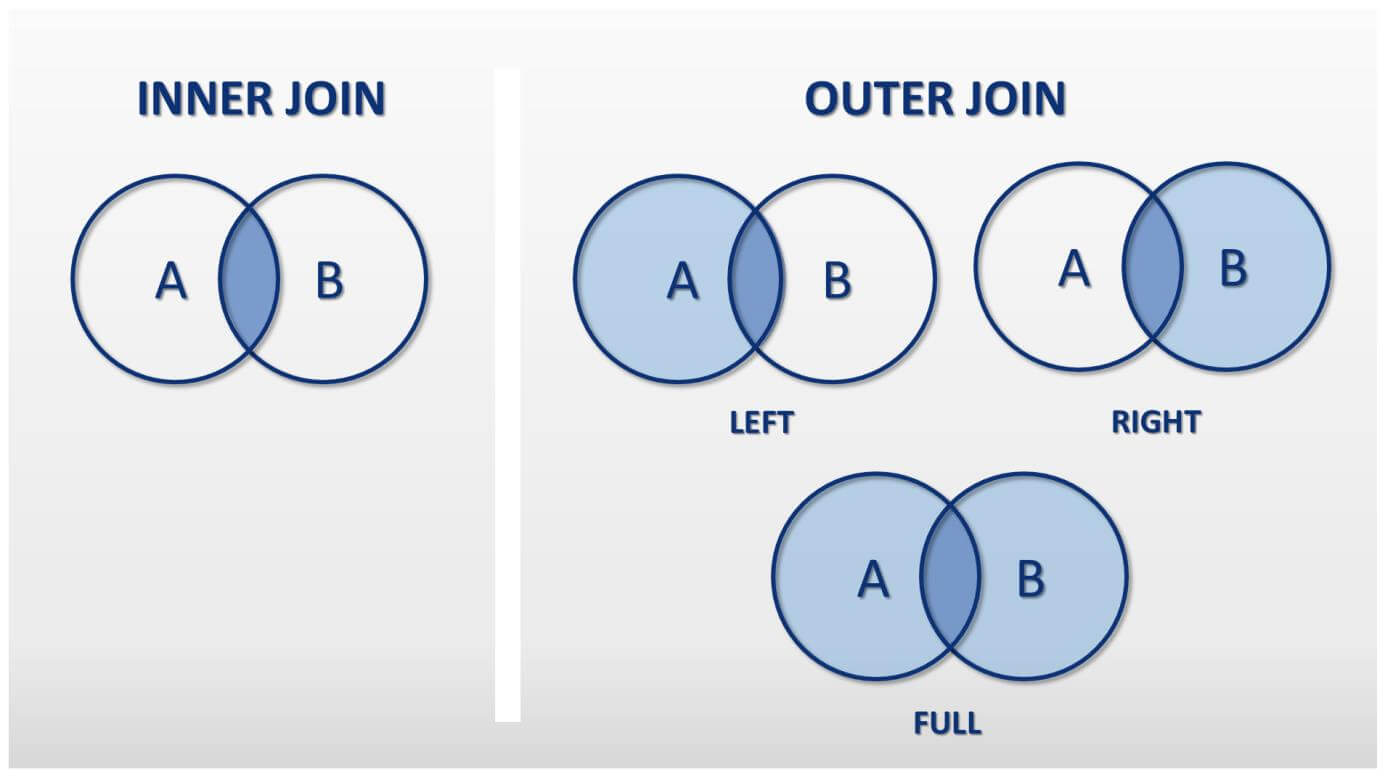 INNER JOIN
A B
OUTER JOIN
A B
LEFT
A B
RIGHT
A B
FULL